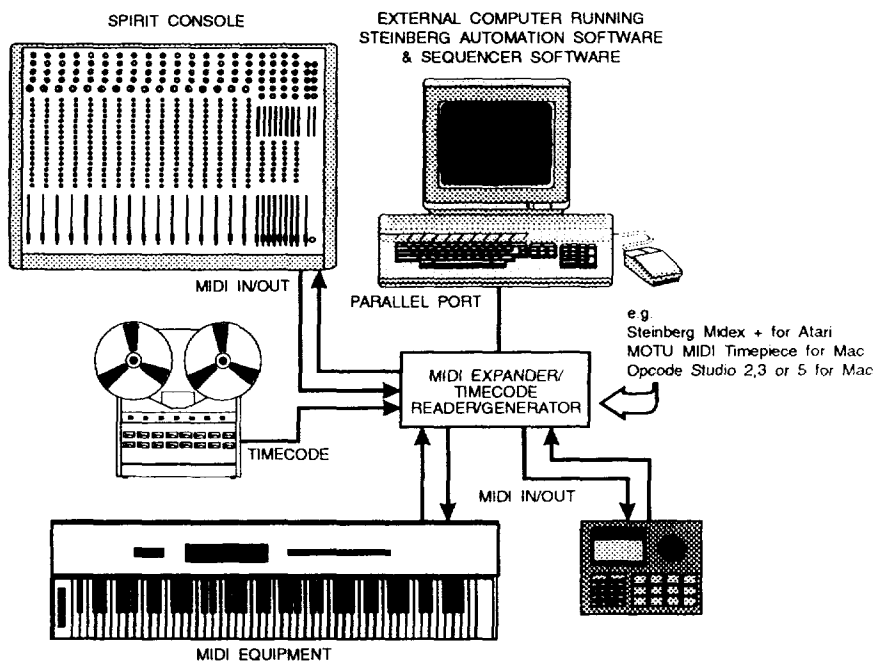 SPIRIT CONSOLE
EXTERNAL COMPUTER RUNNING
STEINBERG AUTOMATION SOFTWARE
& SEQUENCER SOFTWARE
MIDI IN/OUT
PARALLEL PORT
e.g.
Steinberg Midex + for Atari
MOTU MIDI Timepiece for Mac
Opcode Studio 2,3 or 5 for Mac
MIDI EXPANDER/
TIMECODE
READER/GENERATOR
TIMECODE
MIDI IN/OUT
MIDI EQUIPMENT